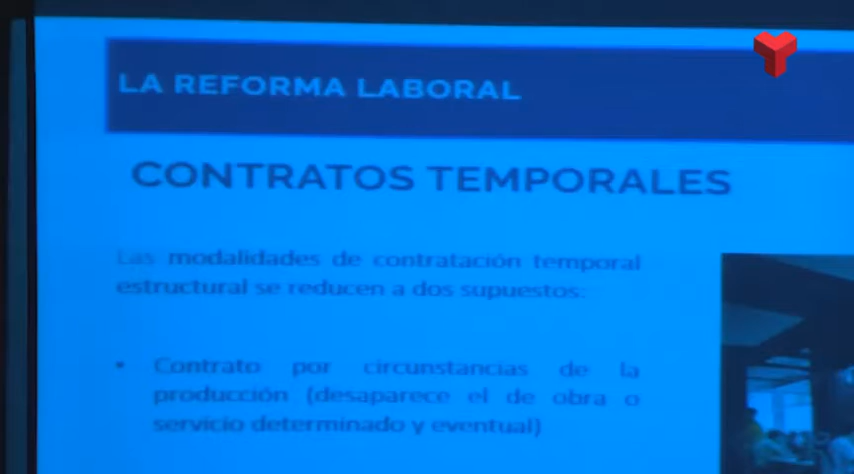 LA REFORMA LABORAL
CONTRATOS TEMPORALES
Las modalidades de contratación temporal
estructural se reducen a dos supuestos:
• Contrato por circunstancias de la
producción (desaparece el de obra o
servicio determinado y eventual)